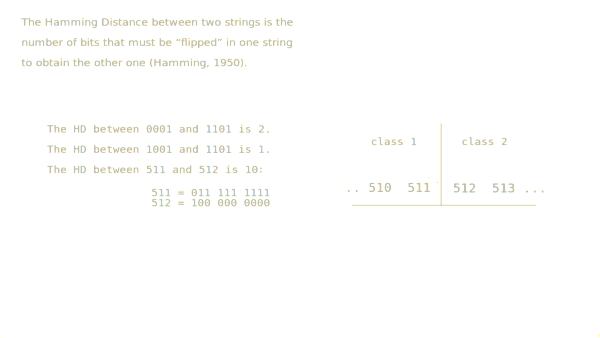 The Hamming Distance between two strings is the
number of bits that must be “flipped” in one string
to obtain the other one (Hamming, 1950).
The HD between 0001 and 1101 is 2.
The HD between 1001 and 1101 is 1.
The HD between 511 and 512 is 10:
511 = 011 111 1111
512 = 100 000 0000
class 1 class 2
.. 510 511 512 513 ...